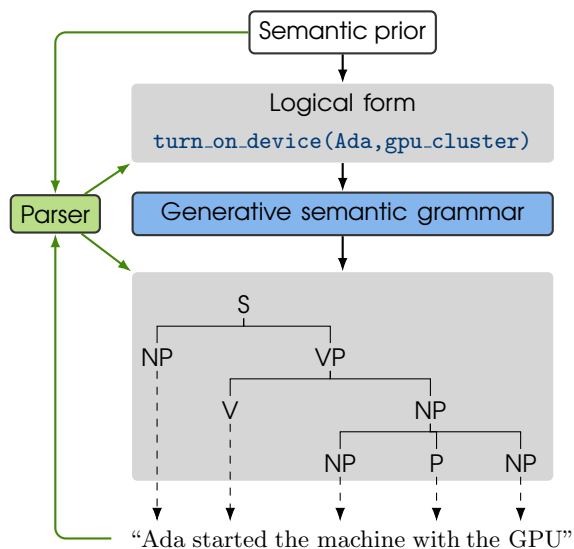 Semantic prior
Logical form
turn_on_device(Ada,gpu_cluster)
Parser
Generative semantic grammar
S
NP VP
V NP
NP P NP
“Ada started the machine with the GPU”